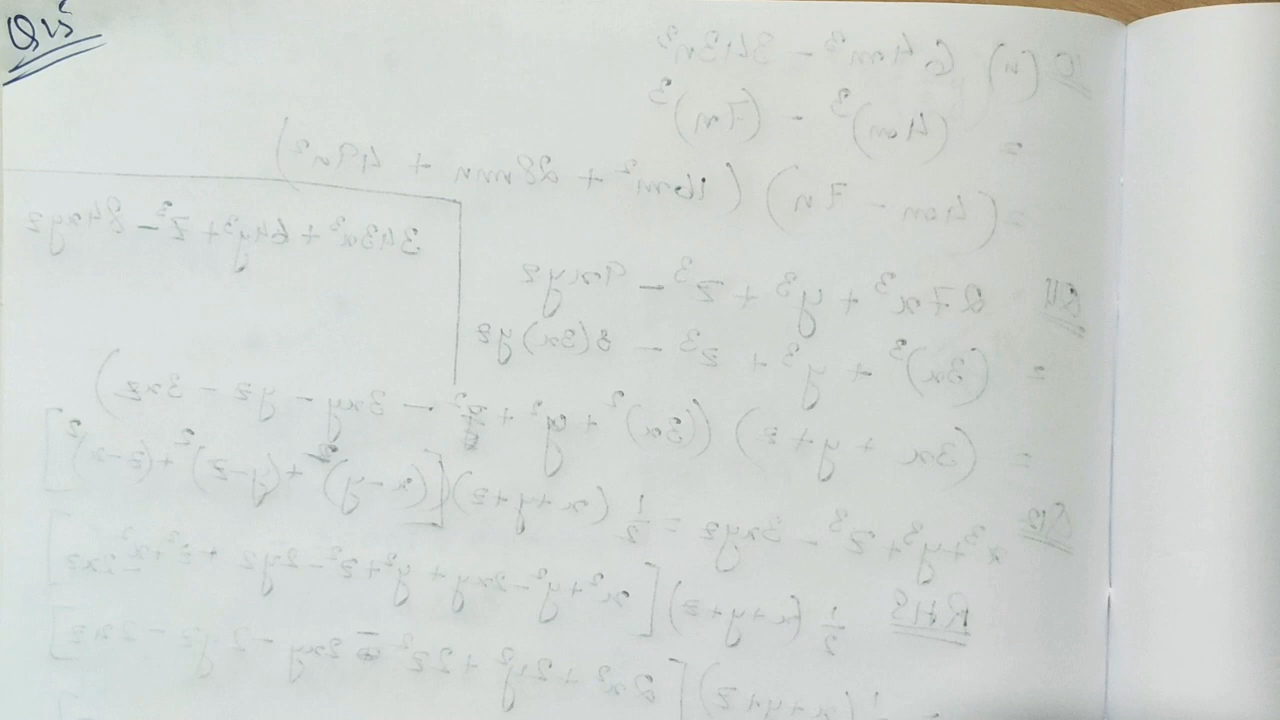 Q15
(ii) 64m³ - 343n³
= (4m)³ - (7n)³
= (4m - 7n) (16m² + 28mn + 49n²)
343x³ + 64y³ + z³ - 84xyz
Q11 27x³ + y³ + z³ - 9xyz
= (3x)³ + y³ + z³ - 3(3x)yz
= (3x + y + z) ((3x)² + y² + z² - 3xy - yz - 3xz)
Q12 x³ + y³ + z³ - 3xyz = 1/2 (x+y+z) [(x-y)² + (y-z)² + (z-x)²]
RHS 1/2 (x+y+z) [x² + y² - 2xy + y² + z² - 2yz + z² + x² - 2xz]
(x+y+z) [2x² + 2y² + 2z² - 2xy - 2yz - 2xz]